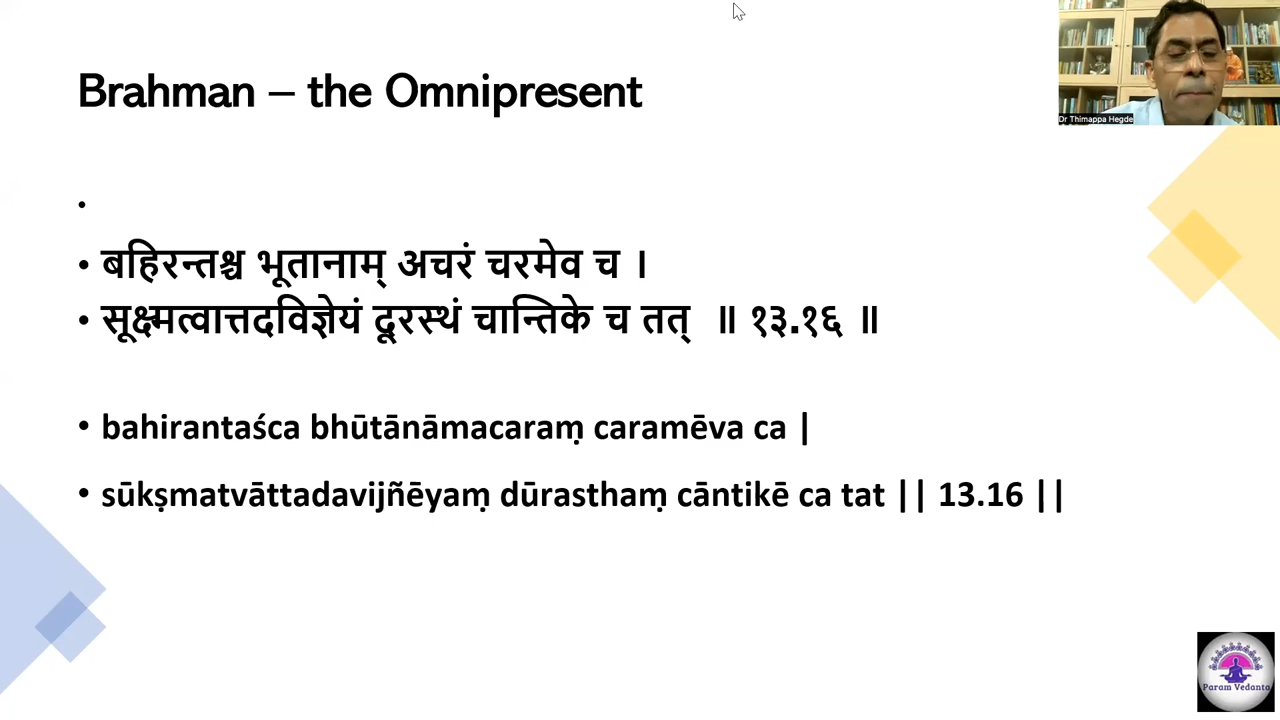 Brahman – the Omnipresent
Dr Thimappa Hegde
•
• बहिरन्तश्च भूतानाम् अचरं चरमेव च ।
• सूक्ष्मत्वात्तदविज्ञेयं दूरस्थं चान्तिके च तत् ॥ १३.१६ ॥
• bahirantaśca bhūtānāmacaraṃ caramēva ca |
• sūkṣmatvāttadavijñēyaṃ dūrasthaṃ cāntikē ca tat || 13.16 ||
Param Vedanta